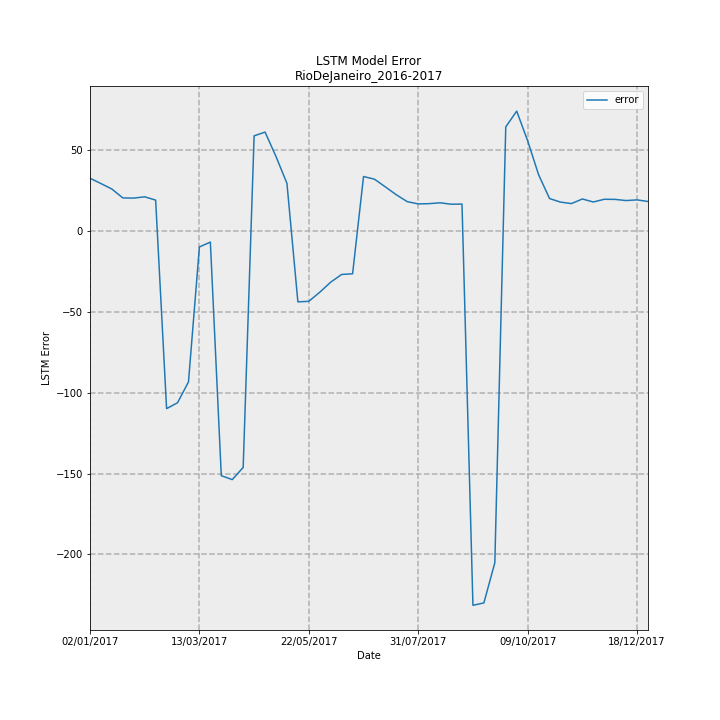 LSTM Model Error
RioDeJaneiro_2016-2017
error
50
0
−50
−100
−150
−200
LSTM Error
02/01/2017 13/03/2017 22/05/2017 31/07/2017 09/10/2017 18/12/2017
Date